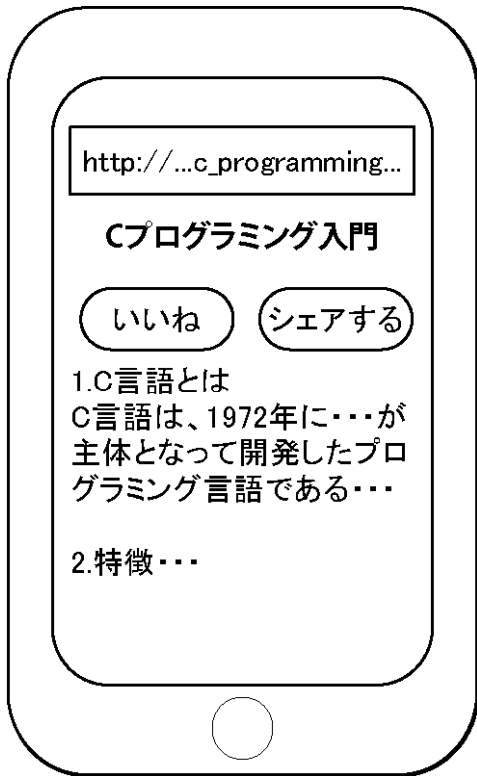 http://...c_programming...
Cプログラミング入門
いいね
シェアする
1.C言語とは
C言語は、1972年に・・・が
主体となって開発したプロ
グラミング言語である・・・
2.特徴・・・